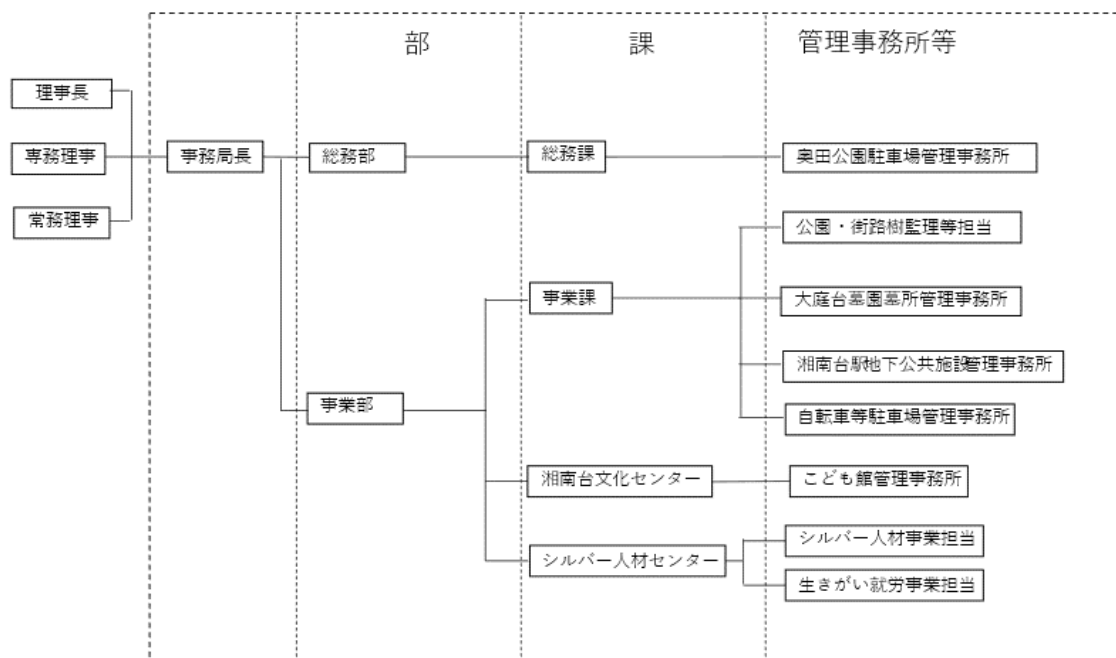 部
課
管理事務所等
理事長
専務理事
常務理事
事務局長
総務部
総務課
奥田公園駐車場管理事務所
公園・街路樹監理等担当
事業課
大庭台墓園墓所管理事務所
湘南台駅地下公共施設管理事務所
事業部
自転車等駐車場管理事務所
湘南台文化センター
こども館管理事務所
シルバー人材センター
シルバー人材事業担当
生きがい就労事業担当